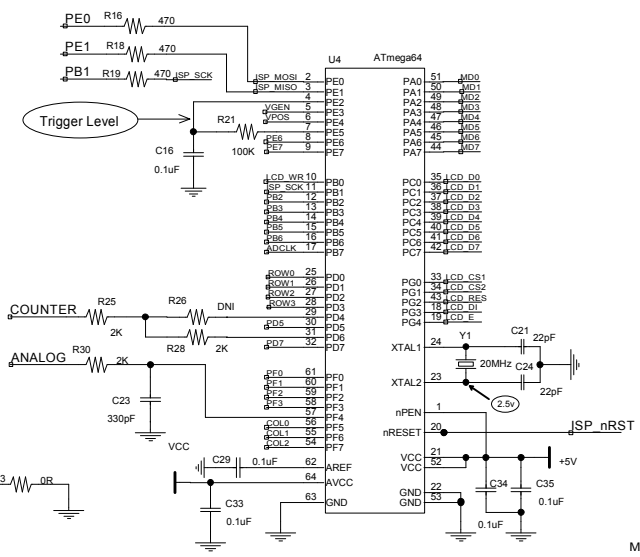 PE0 R16 470
PE1 R18 470
PB1 R19 470 ISP_SCK
U4 ATmega64
ISP_MOSI 2 PE0 PA0 51 MD0
ISP_MISO 3 PE1 PA1 50 MD1
4 PE2 PA2 49 MD2
VGEN 5 PE3 PA3 48 MD3
VPOS 6 PE4 PA4 47 MD4
Trigger Level R21 7 PE5 PA5 46 MD5
PE6 8 PE6 PA6 45 MD6
PE7 9 PE7 PA7 44 MD7
C16 100K
0.1uF
LCD_WR 10 PB0 PC0 35 LCD_D0
ISP_SCK 11 PB1 PC1 36 LCD_D1
PB2 12 PB2 PC2 37 LCD_D2
PB3 13 PB3 PC3 38 LCD_D3
PB4 14 PB4 PC4 39 LCD_D4
PB5 15 PB5 PC5 40 LCD_D5
PB6 16 PB6 PC6 41 LCD_D6
ADCLK 17 PB7 PC7 42 LCD_D7
ROW0 25 PD0 PG0 33 LCD_CS1
ROW1 26 PD1 PG1 34 LCD_CS2
ROW2 27 PD2 PG2 43 LCD_RES
ROW3 28 PD3 PG3 18 LCD_DI
29 PD4 PG4 19 LCD_E
COUNTER R25 R26 DNI
PD5 30 PD5
2K 31 PD6
R28 2K PD7 32 PD7
XTAL1 24 Y1 C21 22pF
20MHz C24
XTAL2 23 22pF
2.5v
ANALOG R30 2K
PF0 61 PF0
PF1 60 PF1
PF2 59 PF2
PF3 58 PF3
C23 57 PF4
330pF
COL0 56 PF5
COL1 55 PF6
COL2 54 PF7
nPEN 1
nRESET 20 ISP_nRST
VCC C29 0.1uF 62 AREF
64 AVCC
63 GND
VCC 21
VCC 52 +5V
GND 22
GND 53
C34 C35
0.1uF
0.1uF
C33
0.1uF
3 0R
M